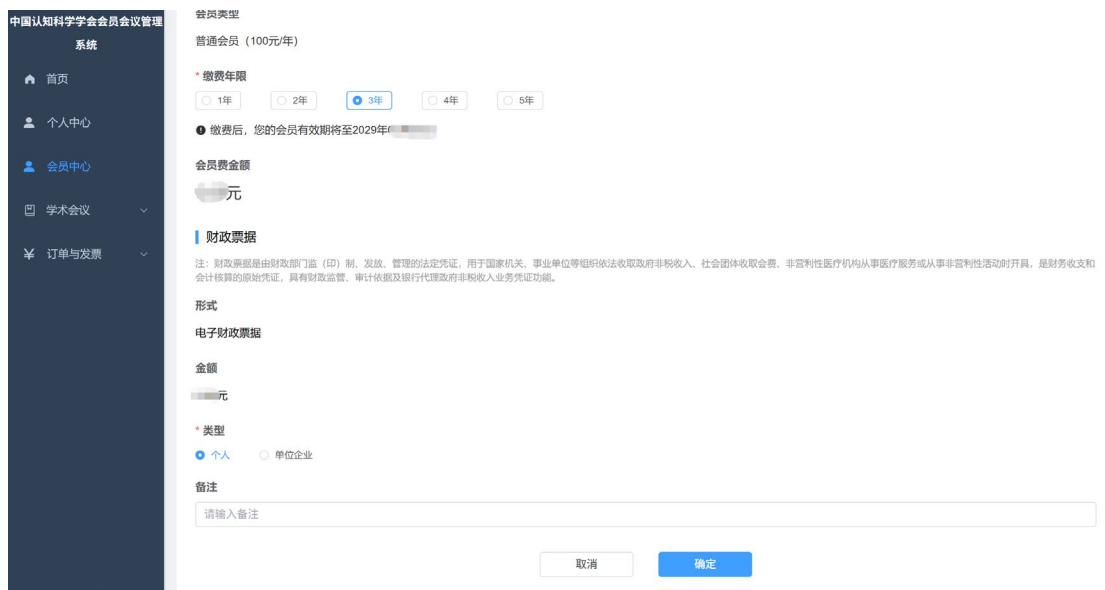 中国认知科学学会会员会议管理
系统
首页
个人中心
会员中心
学术会议
订单与发票
会员类型
普通会员（100元/年）
* 缴费年限
1年 2年 3年 4年 5年
缴费后，您的会员有效期将至2029年
会员费金额
元
财政票据
注：财政票据是由财政部门监（印）制、发放、管理的法定凭证，用于国家机关、事业单位等组织依法收取政府非税收入、社会团体收取会费、非营利性医疗机构从事医疗服务或从事非营利性活动时开具，是财务收支和
会计核算的原始凭证，具有财政监管、审计依据及银行代理政府非税收入业务凭证功能。
形式
电子财政票据
金额
元
* 类型
个人 单位企业
备注
请输入备注
取消 确定